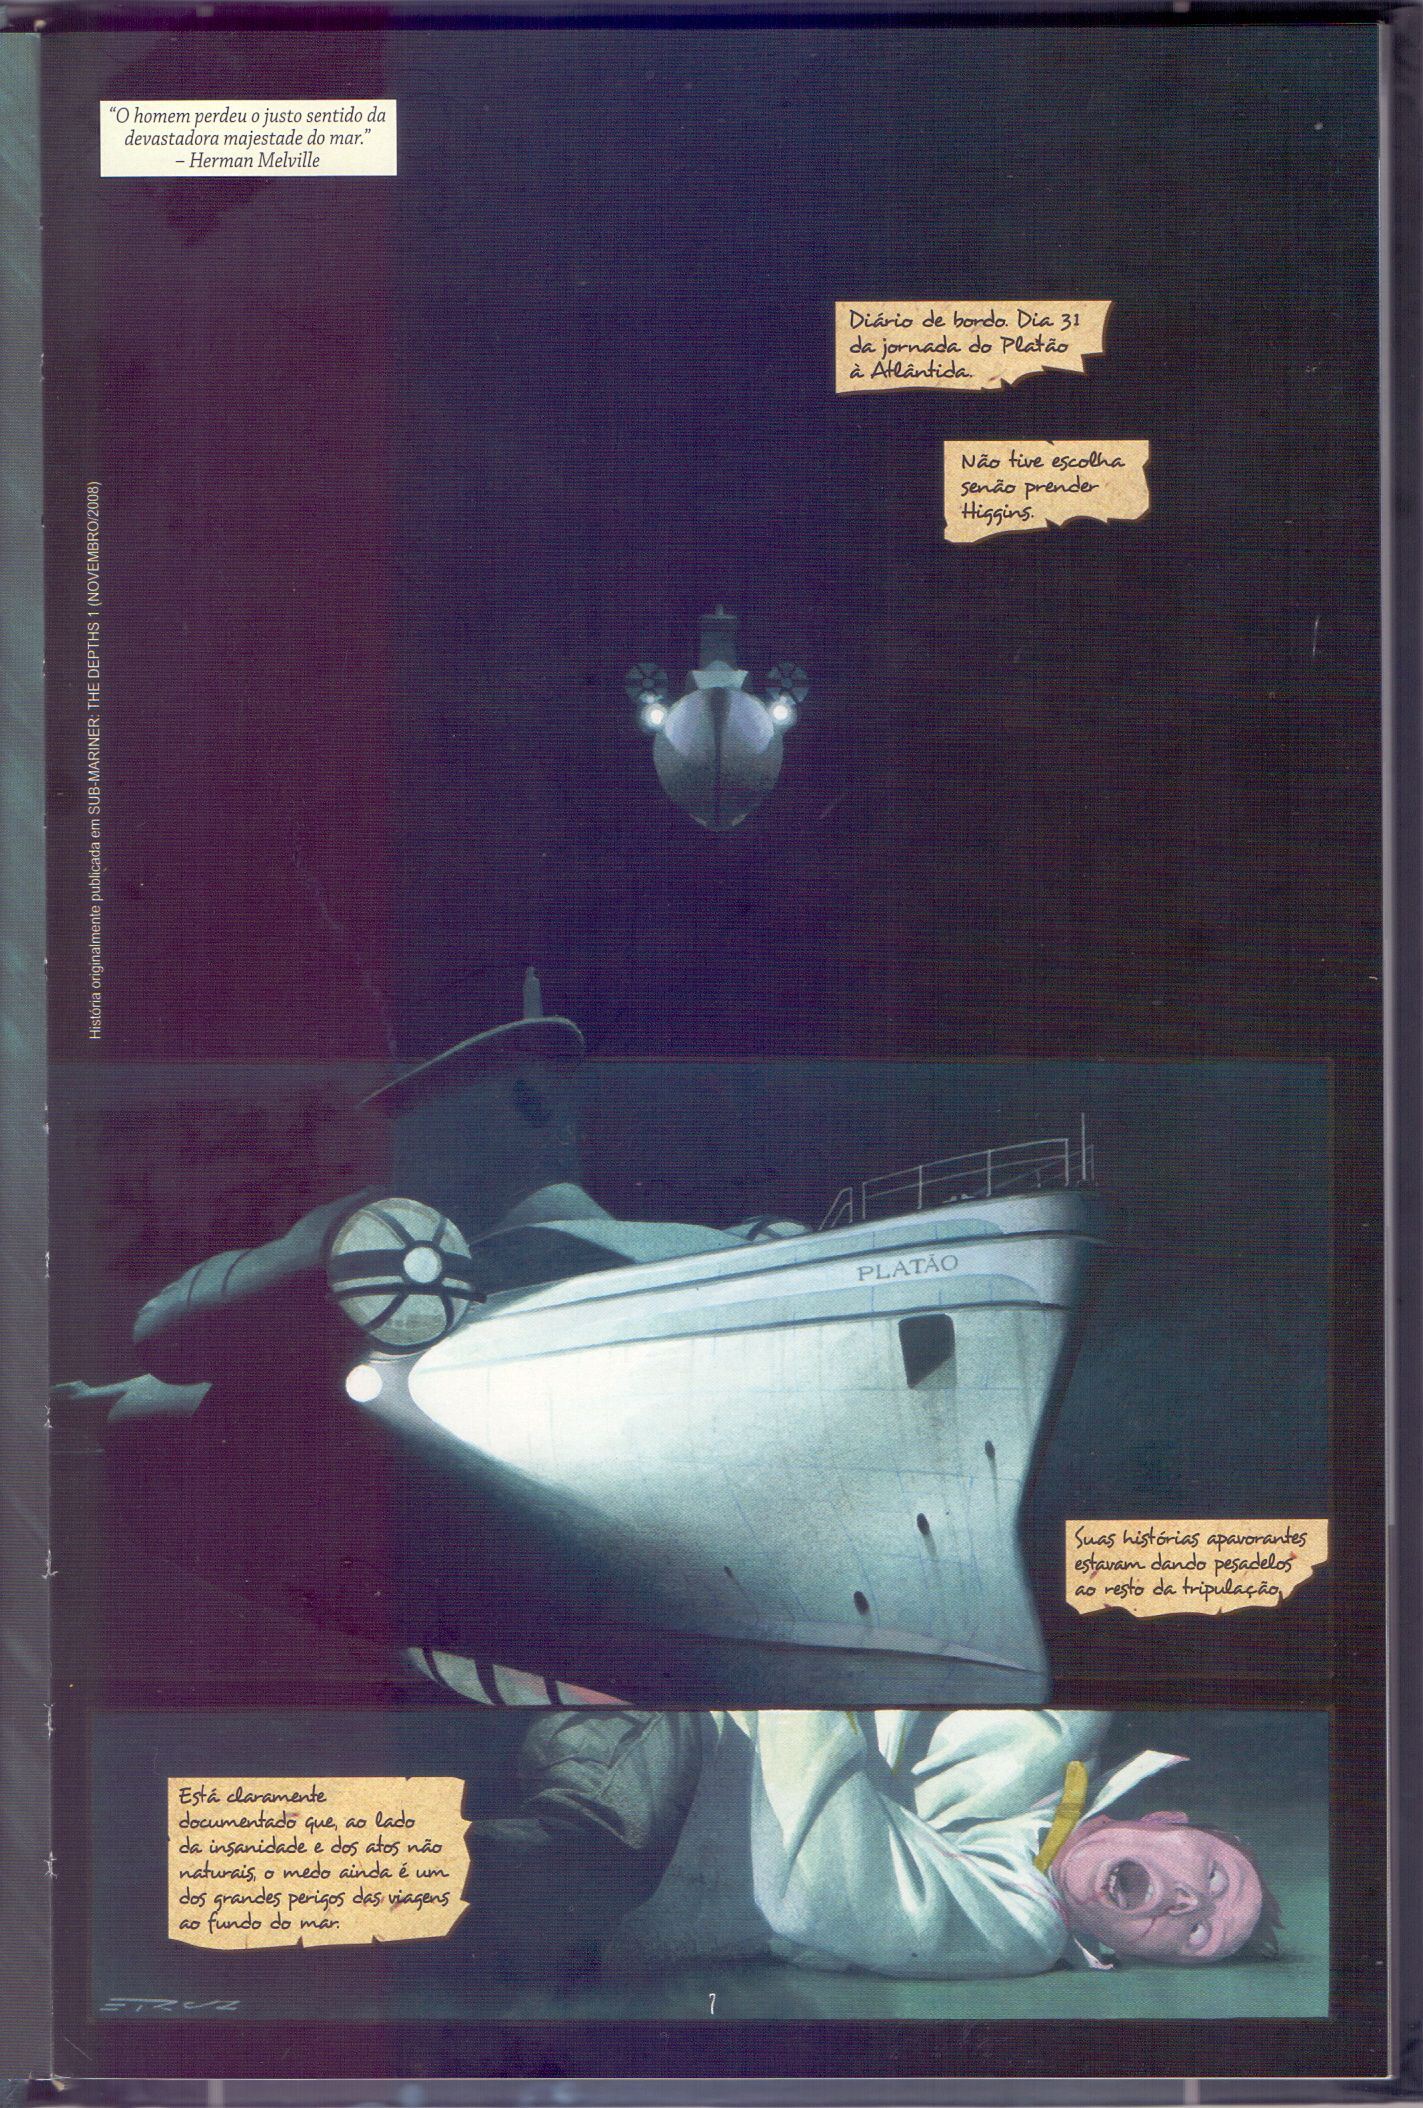 “O homem perdeu o justo sentido da
devastadora majestade do mar.”
– Herman Melville
Diário de bordo. Dia 31
da jornada do Platão
à Atlântida.
Não tive escolha
senão prender
Higgins.
História originalmente publicada em SUB-MARINER: THE DEPTHS 1 (NOVEMBRO/2008)
PLATÃO
Suas histórias apavorantes
estavam dando pesadelos
ao resto da tripulação.
Está claramente
documentado que, ao lado
da insanidade e dos atos não
naturais, o medo ainda é um
dos grandes perigos das viagens
ao fundo do mar.
7